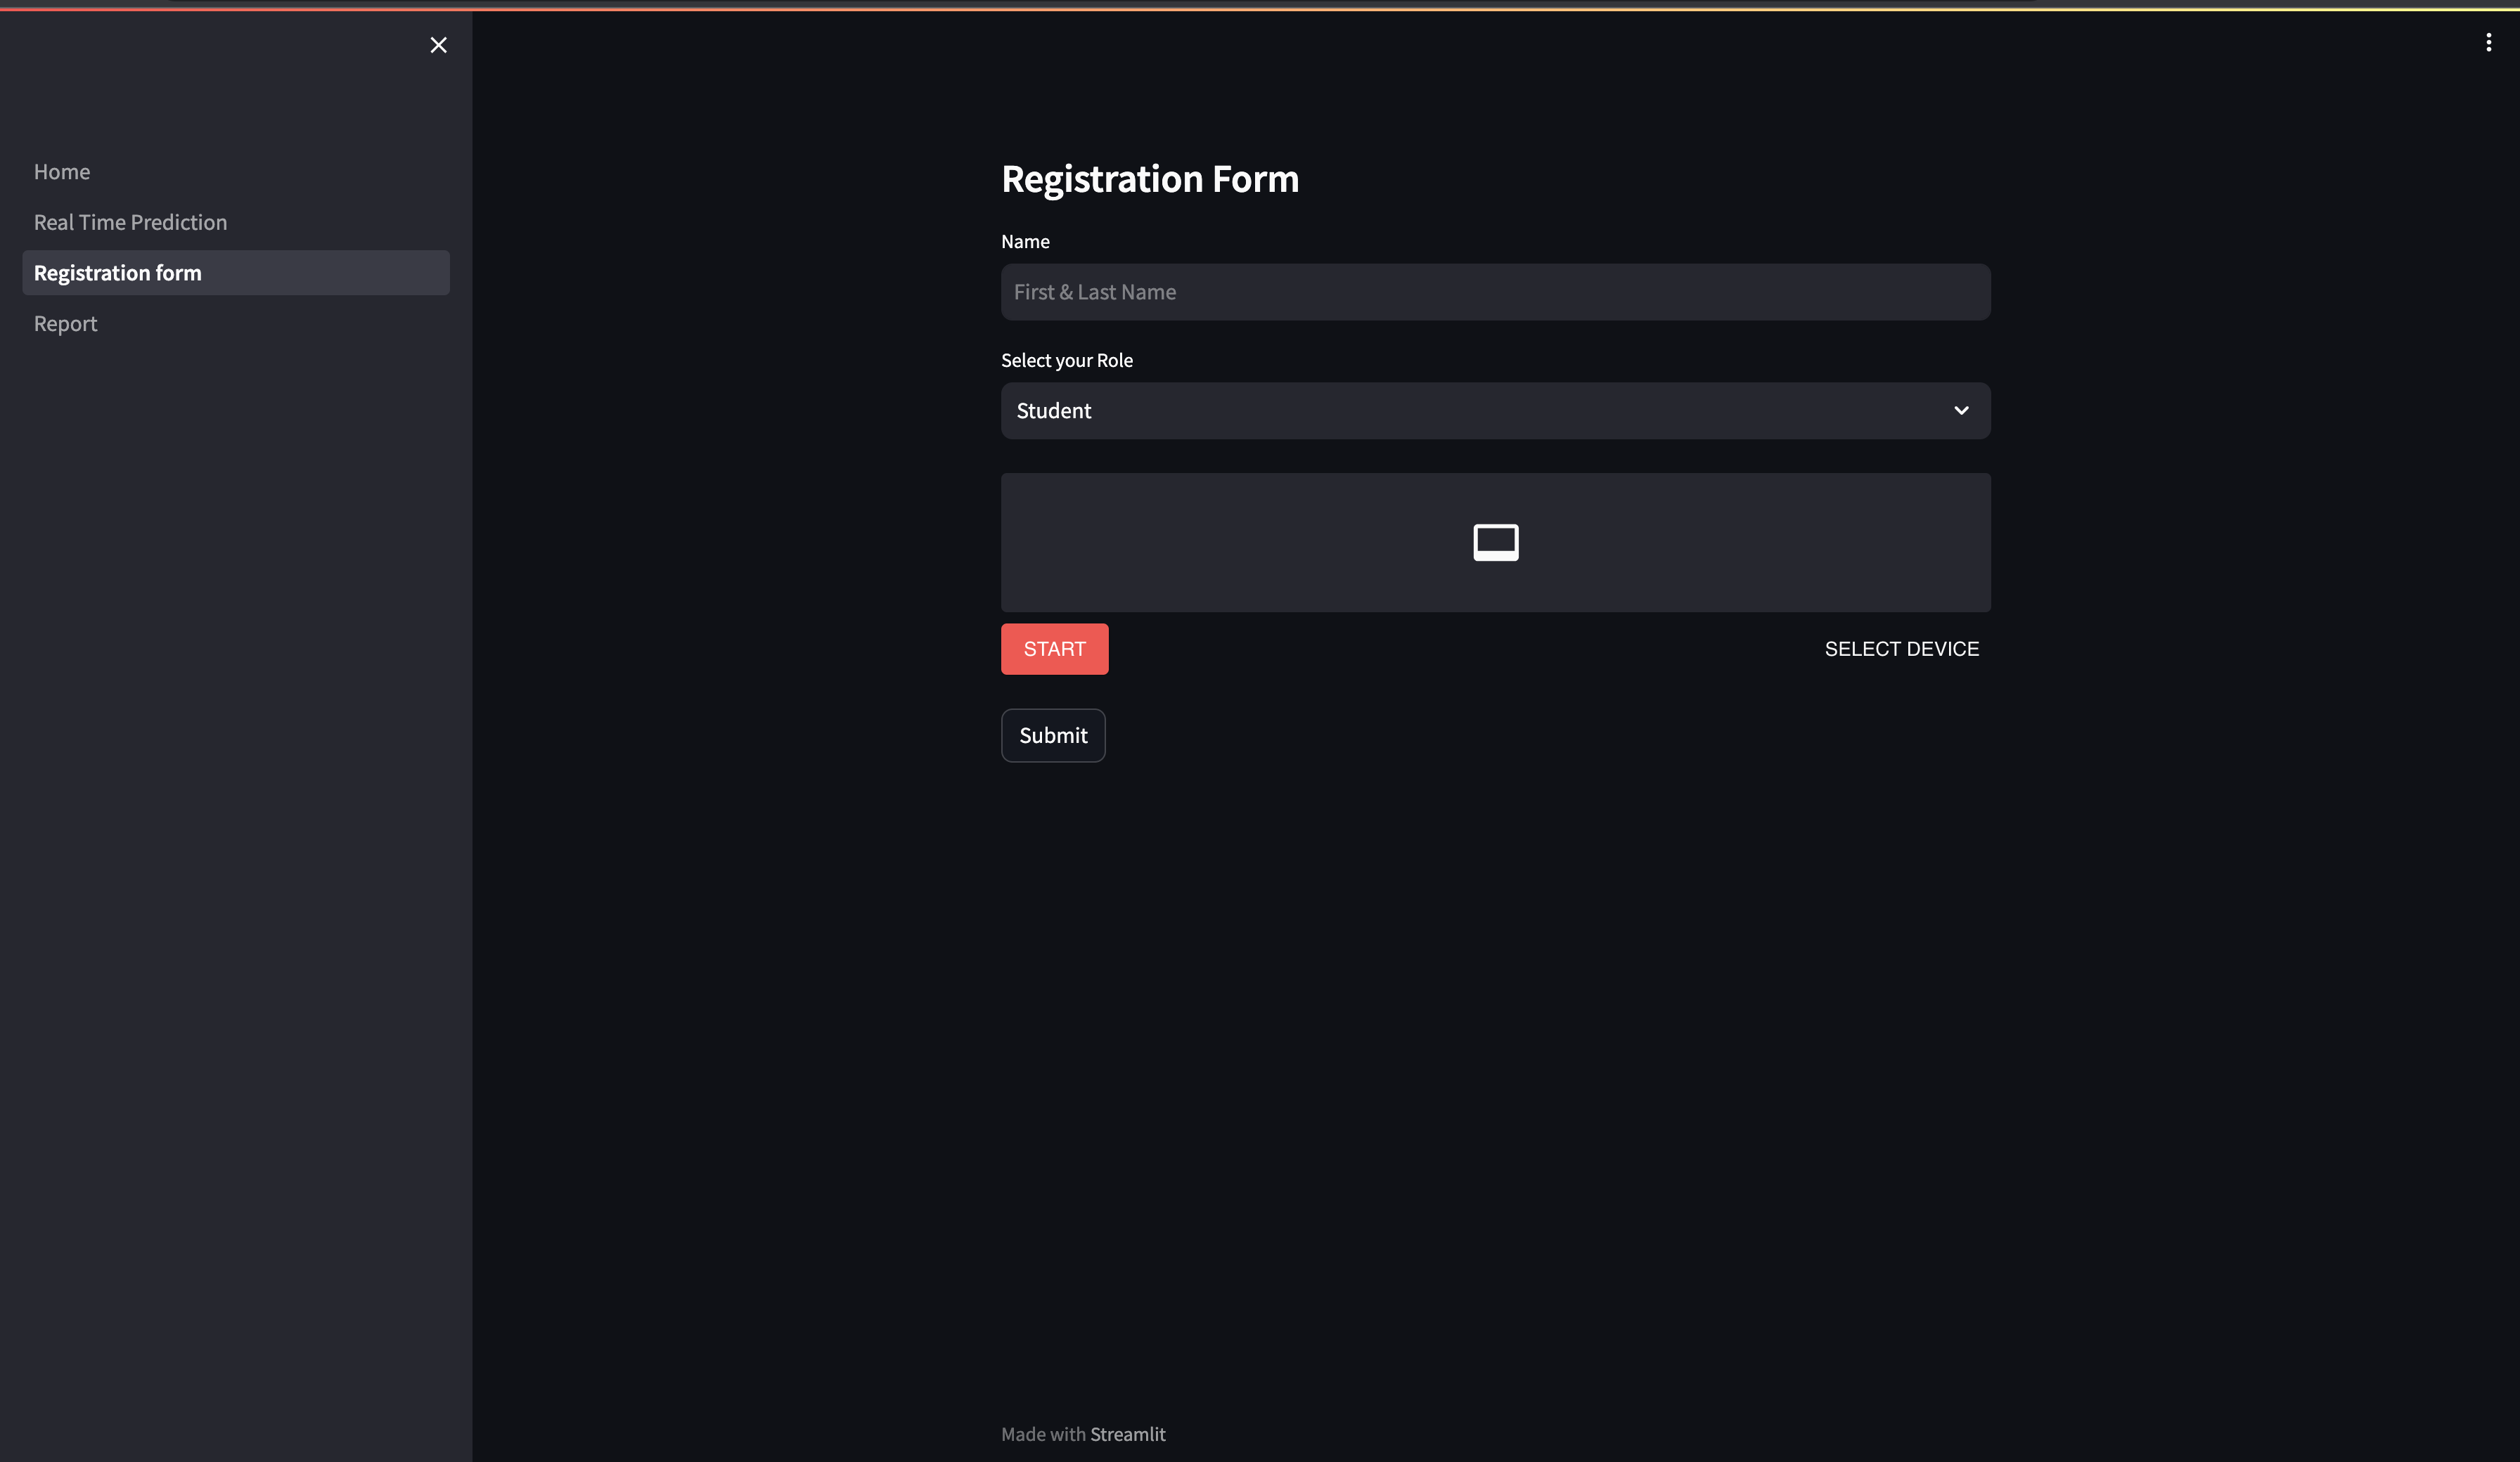 Home
Real Time Prediction
Registration form
Report
Registration Form
Name
First & Last Name
Select your Role
Student
START
SELECT DEVICE
Submit
Made with Streamlit